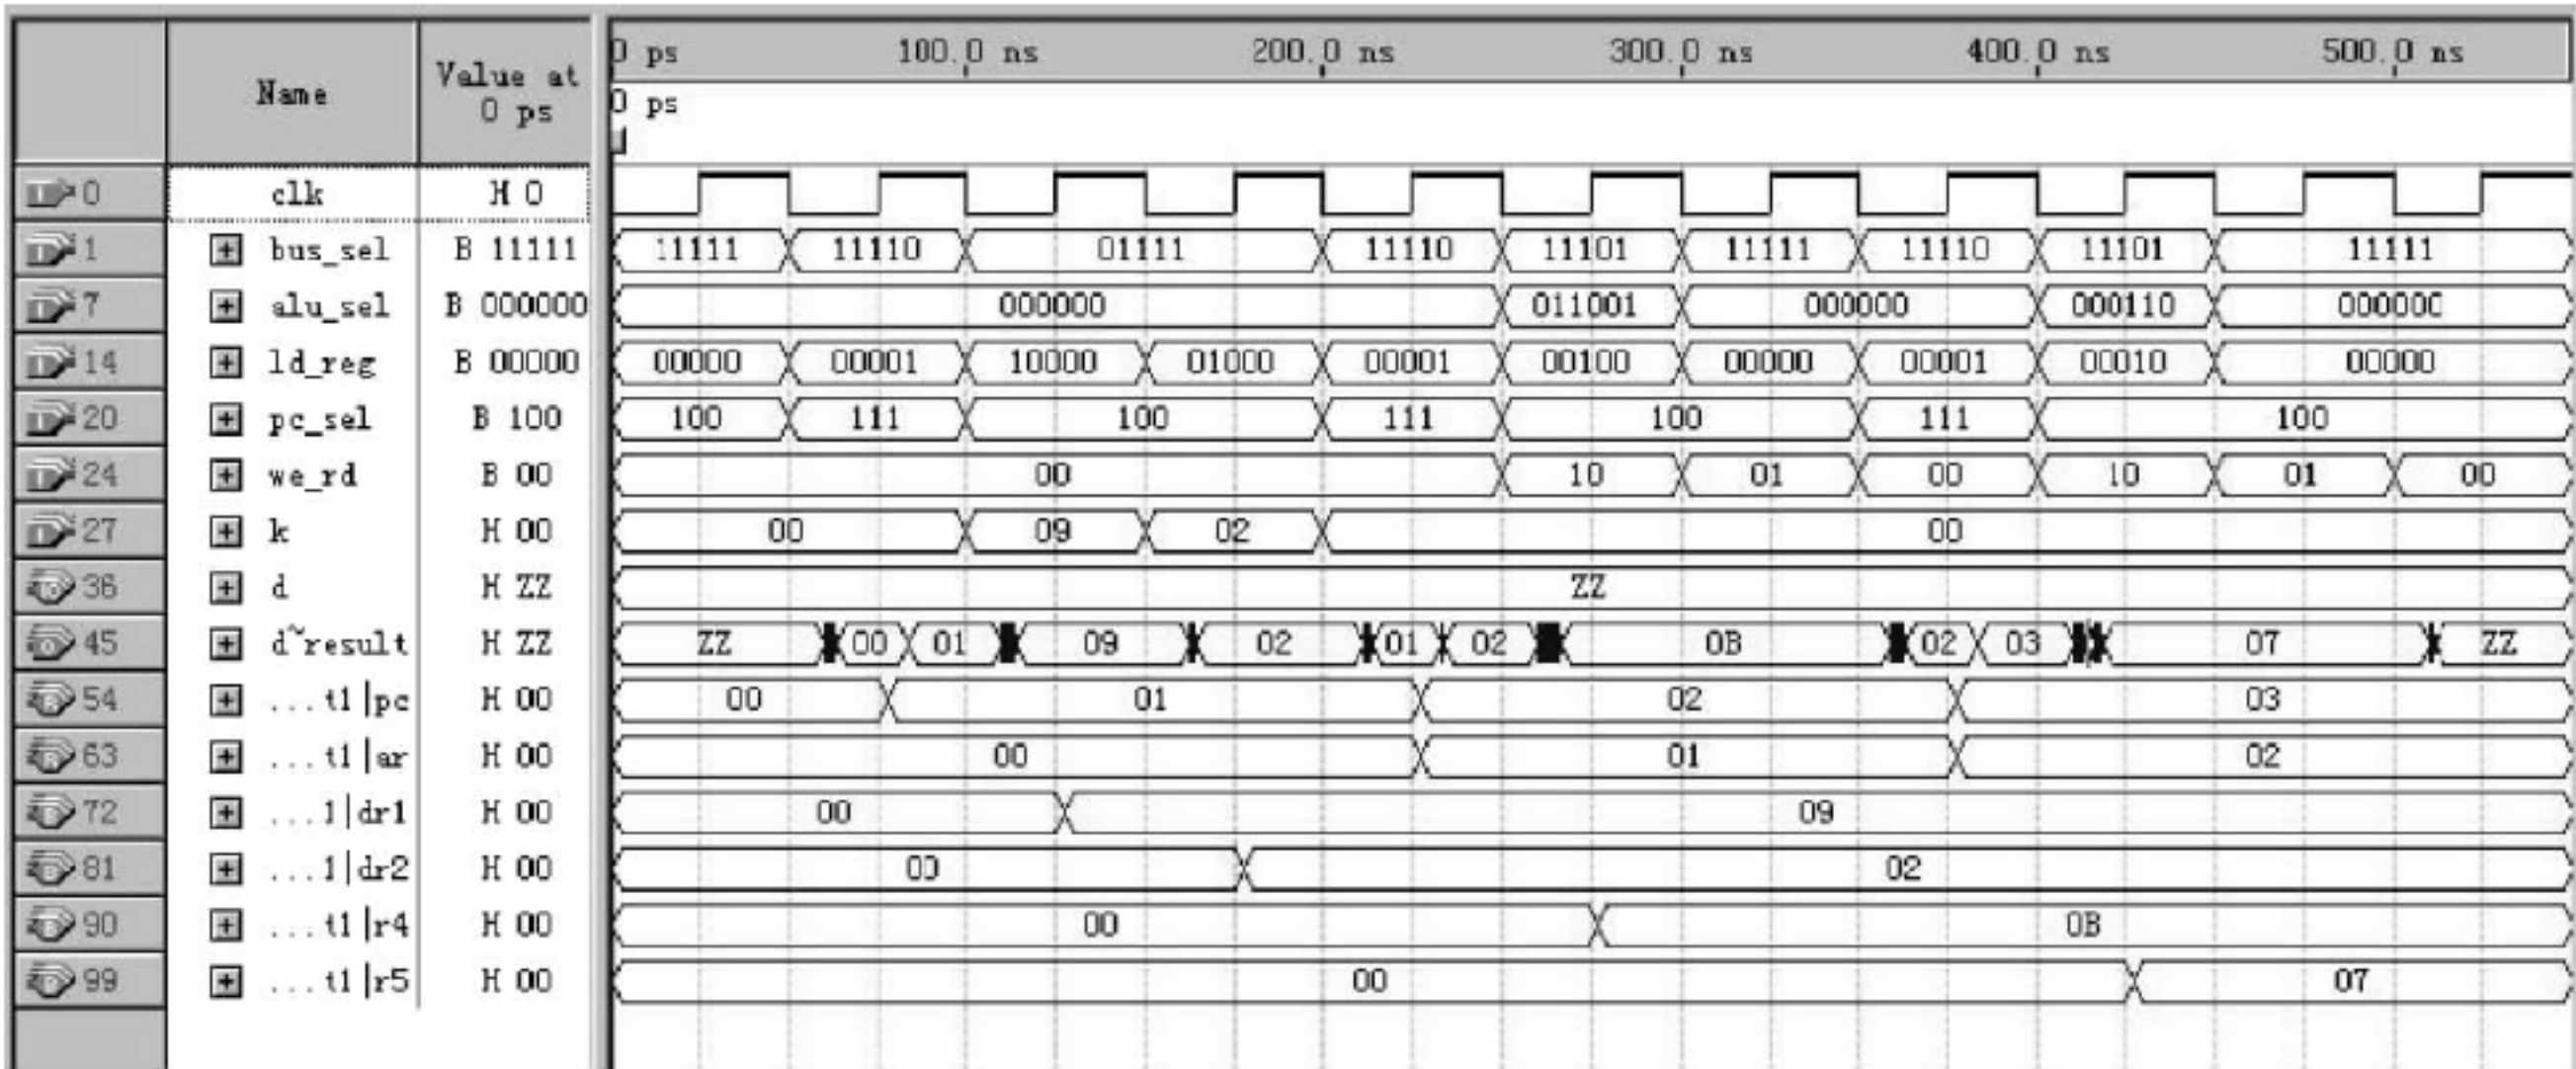 Name Value at 0 ps 0 ps 100.0 ns 200.0 ns 300.0 ns 400.0 ns 500.0 ns
0 ps
0 clk H 0
1 bus_sel B 11111 11111 11110 01111 11110 11101 11111 11110 11101 11111
7 alu_sel B 000000 000000 011001 000000 000110 000000
14 ld_reg B 00000 00000 00001 10000 01000 00001 00100 00000 00001 00010 00000
20 pc_sel B 100 100 111 100 111 100 111 100
24 we_rd B 00 00 10 01 00 10 01 00
27 k H 00 00 09 02 00
36 d H ZZ ZZ
45 d~result H ZZ ZZ 00 01 09 02 01 02 0B 02 03 07 ZZ
54 ...t1|pc H 00 00 01 02 03
63 ...t1|ar H 00 00 01 02
72 ...1|dr1 H 00 00 09
81 ...1|dr2 H 00 00 02
90 ...t1|r4 H 00 00 0B
99 ...t1|r5 H 00 00 07